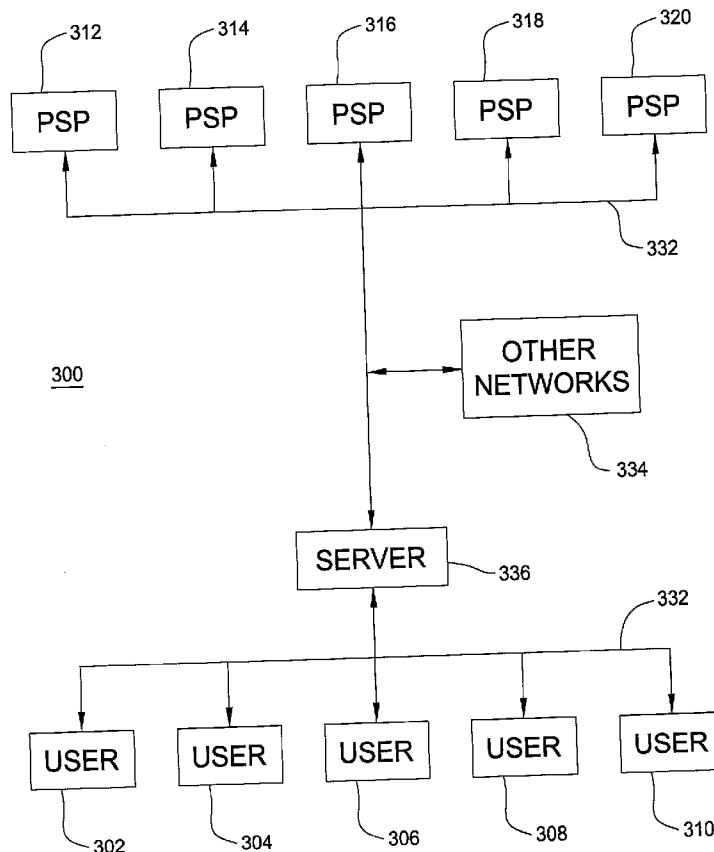 312
314
316
318
320
PSP
PSP
PSP
PSP
PSP
332
300
OTHER
NETWORKS
334
SERVER
336
332
USER
USER
USER
USER
USER
302
304
306
308
310